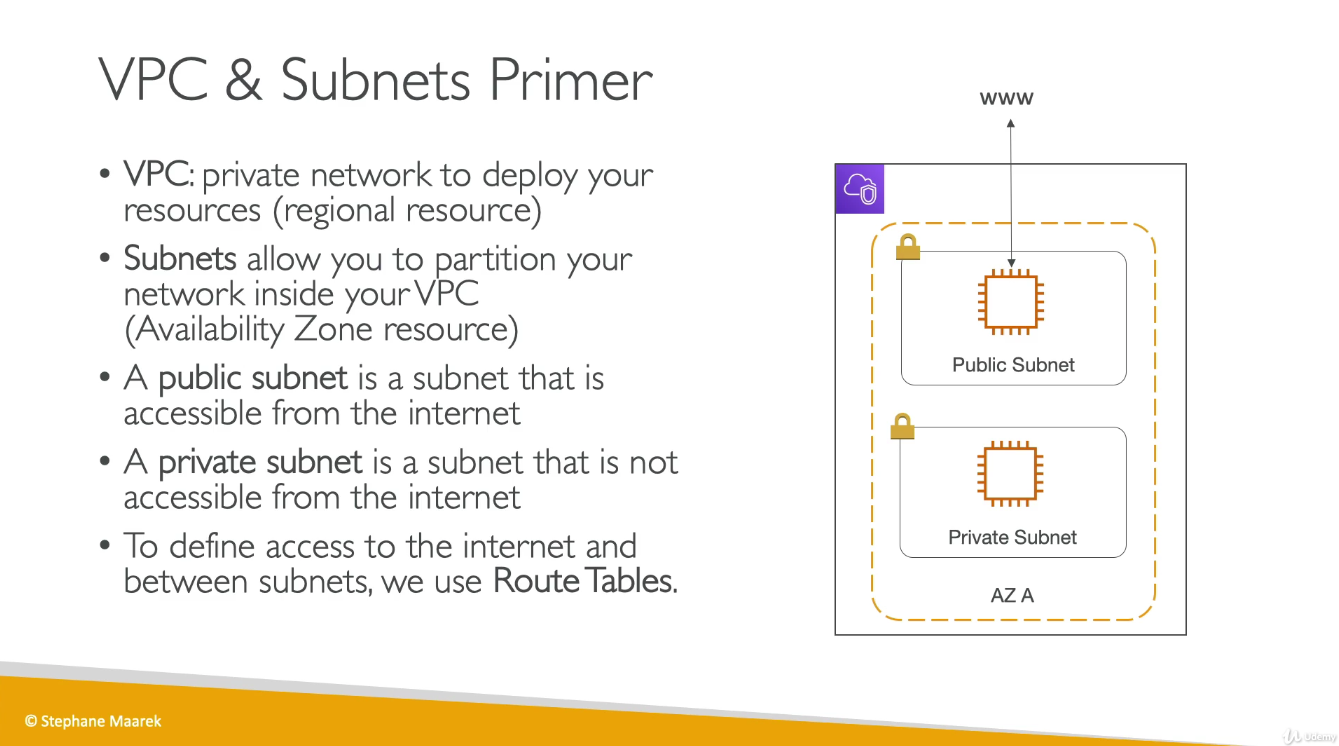 VPC & Subnets Primer
• VPC: private network to deploy your
resources (regional resource)
• Subnets allow you to partition your
network inside your VPC
(Availability Zone resource)
• A public subnet is a subnet that is
accessible from the internet
• A private subnet is a subnet that is not
accessible from the internet
• To define access to the internet and
between subnets, we use Route Tables.
www
Public Subnet
Private Subnet
AZ A
© Stephane Maarek
Udemy